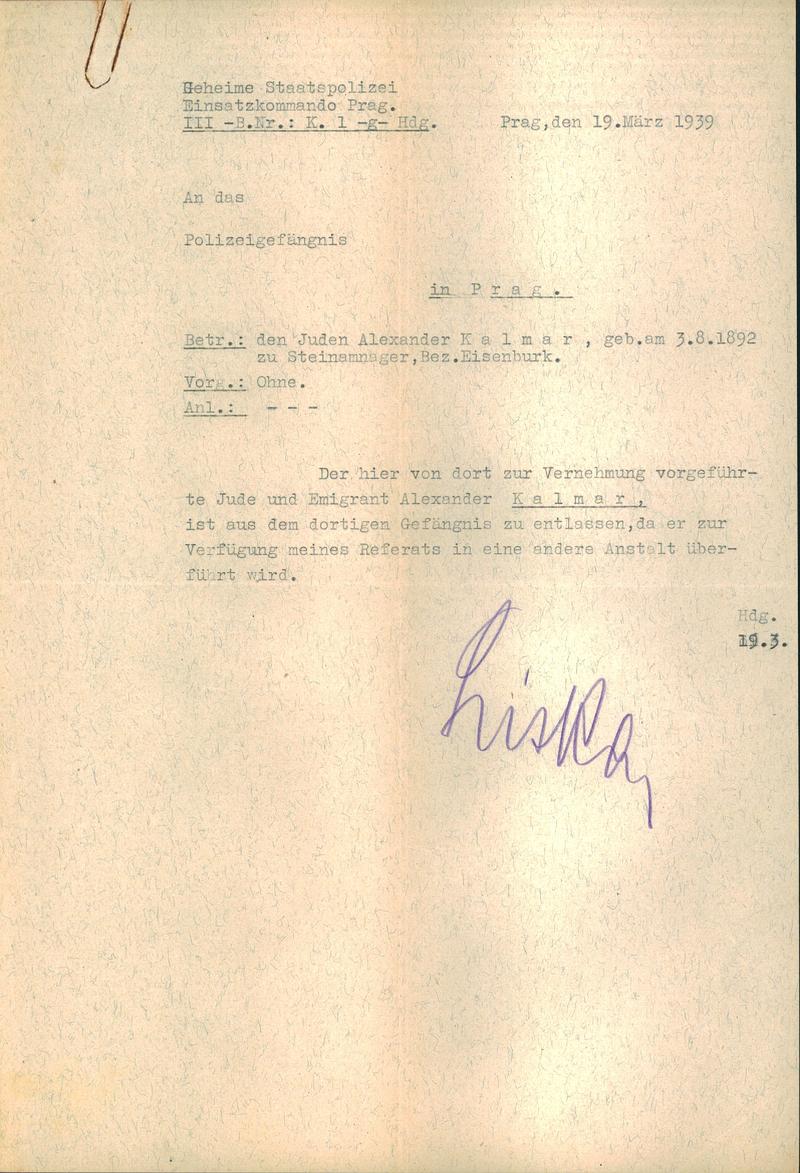 Geheime Staatspolizei
Einsatzkommando Prag.
III -B.Nr.: K. 1 -g- Hdg.
Prag,den 19.März 1939
An das
Polizeigefängnis
in P r a g .
Betr.: den Juden Alexander K a l m a r , geb.am 3.8.1892
zu Steinamnager,Bez.Eisenburk.
Vorg.: Ohne.
Anl.: - - -
Der hier von dort zur Vernehmung vorgeführ-
te Jude und Emigrant Alexander K a l m a r ,
ist aus dem dortigen Gefängnis zu entlassen,da er zur
Verfügung meines Referats in eine andere Anstalt über-
führt wird.
Hdg.
19.3.